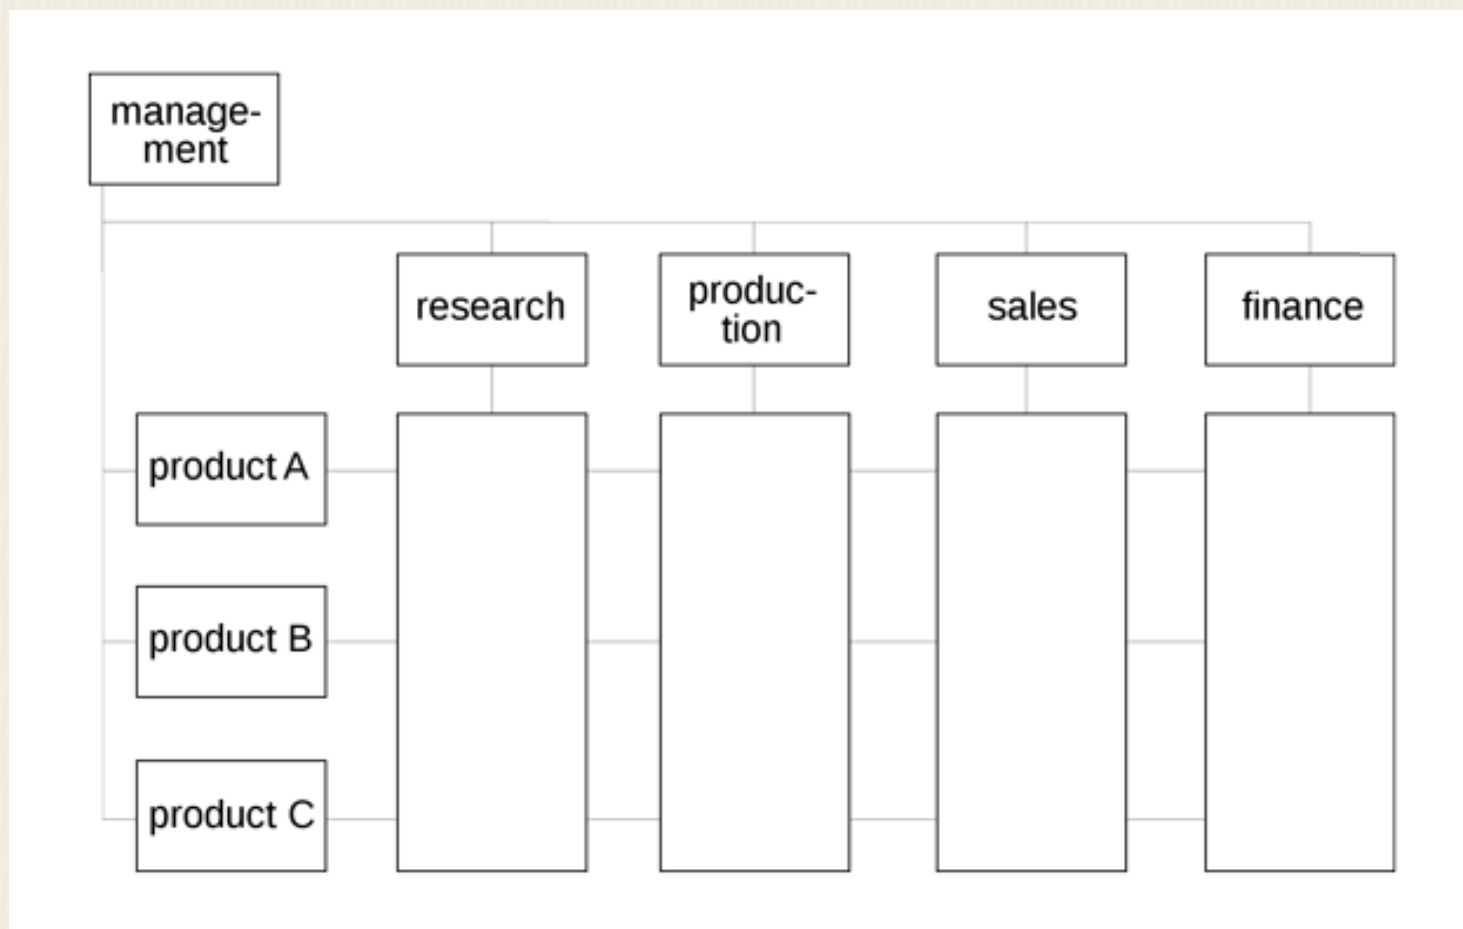 manage-
ment
research
produc-
tion
sales
finance
product A
product B
product C